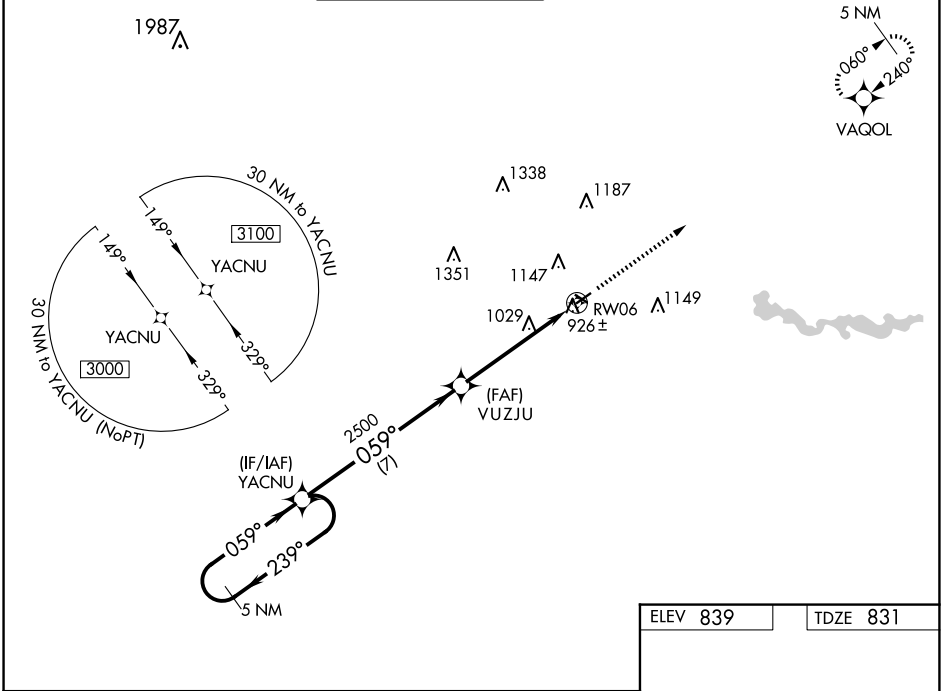 1987
5 NM
060°
240°
VAQOL
30 NM to YACNU
149°
3100
YACNU
329°
149°
YACNU
3000
329°
30 NM to YACNU (NoPT)
1338
1187
1351
1147
1029
RW06
926±
1149
(FAF)
VUZJU
2500
059°
(7)
(IF/IAF)
YACNU
059°
239°
5 NM
ELEV 839
TDZE 831